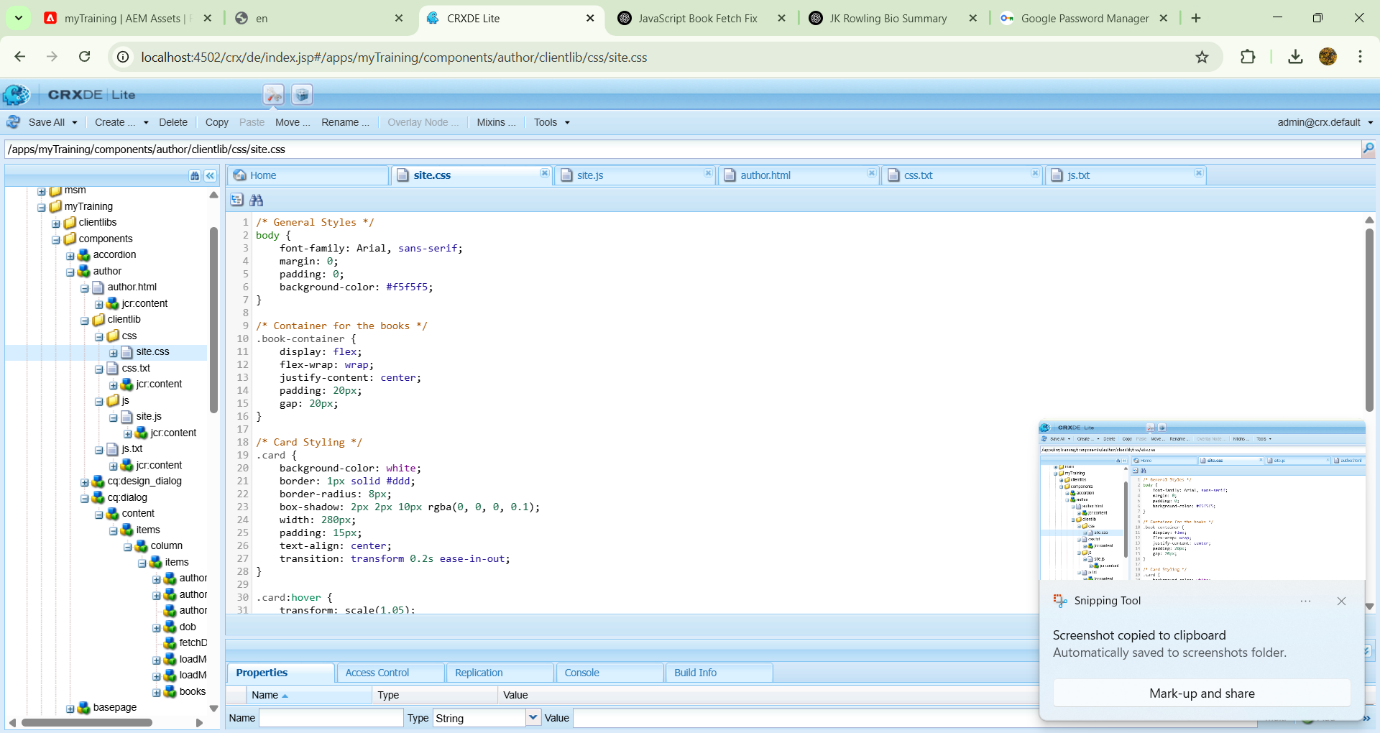 myTraining | AEM Assets |
en
CRXDE Lite
JavaScript Book Fetch Fix
JK Rowling Bio Summary
Google Password Manager
localhost:4502/crx/de/index.jsp#/apps/myTraining/components/author/clientlib/css/site.css
CRXDE | Lite
Save All
Create ...
Delete
Copy
Paste
Move ...
Rename ...
Overlay Node ...
Mixins ...
Tools
admin@crx.default
/apps/myTraining/components/author/clientlib/css/site.css
msm
myTraining
clientlibs
components
accordion
author
author.html
jcr:content
clientlib
css
site.css
css.txt
jcr:content
js
site.js
jcr:content
js.txt
jcr:content
cq:design_dialog
cq:dialog
content
items
column
items
author
author
author
dob
fetchD
loadM
loadM
books
basepage
Home
site.css
site.js
author.html
css.txt
js.txt
1 /* General Styles */
2 body {
3 font-family: Arial, sans-serif;
4 margin: 0;
5 padding: 0;
6 background-color: #f5f5f5;
7 }
8
9 /* Container for the books */
10 .book-container {
11 display: flex;
12 flex-wrap: wrap;
13 justify-content: center;
14 padding: 20px;
15 gap: 20px;
16 }
17
18 /* Card Styling */
19 .card {
20 background-color: white;
21 border: 1px solid #ddd;
22 border-radius: 8px;
23 box-shadow: 2px 2px 10px rgba(0, 0, 0, 0.1);
24 width: 280px;
25 padding: 15px;
26 text-align: center;
27 transition: transform 0.2s ease-in-out;
28 }
29
30 .card:hover {
31 transform: scale(1.05);
Properties
Access Control
Replication
Console
Build Info
Name
Type
Value
Name
Type
String
Value
Snipping Tool
Screenshot copied to clipboard
Automatically saved to screenshots folder.
Mark-up and share